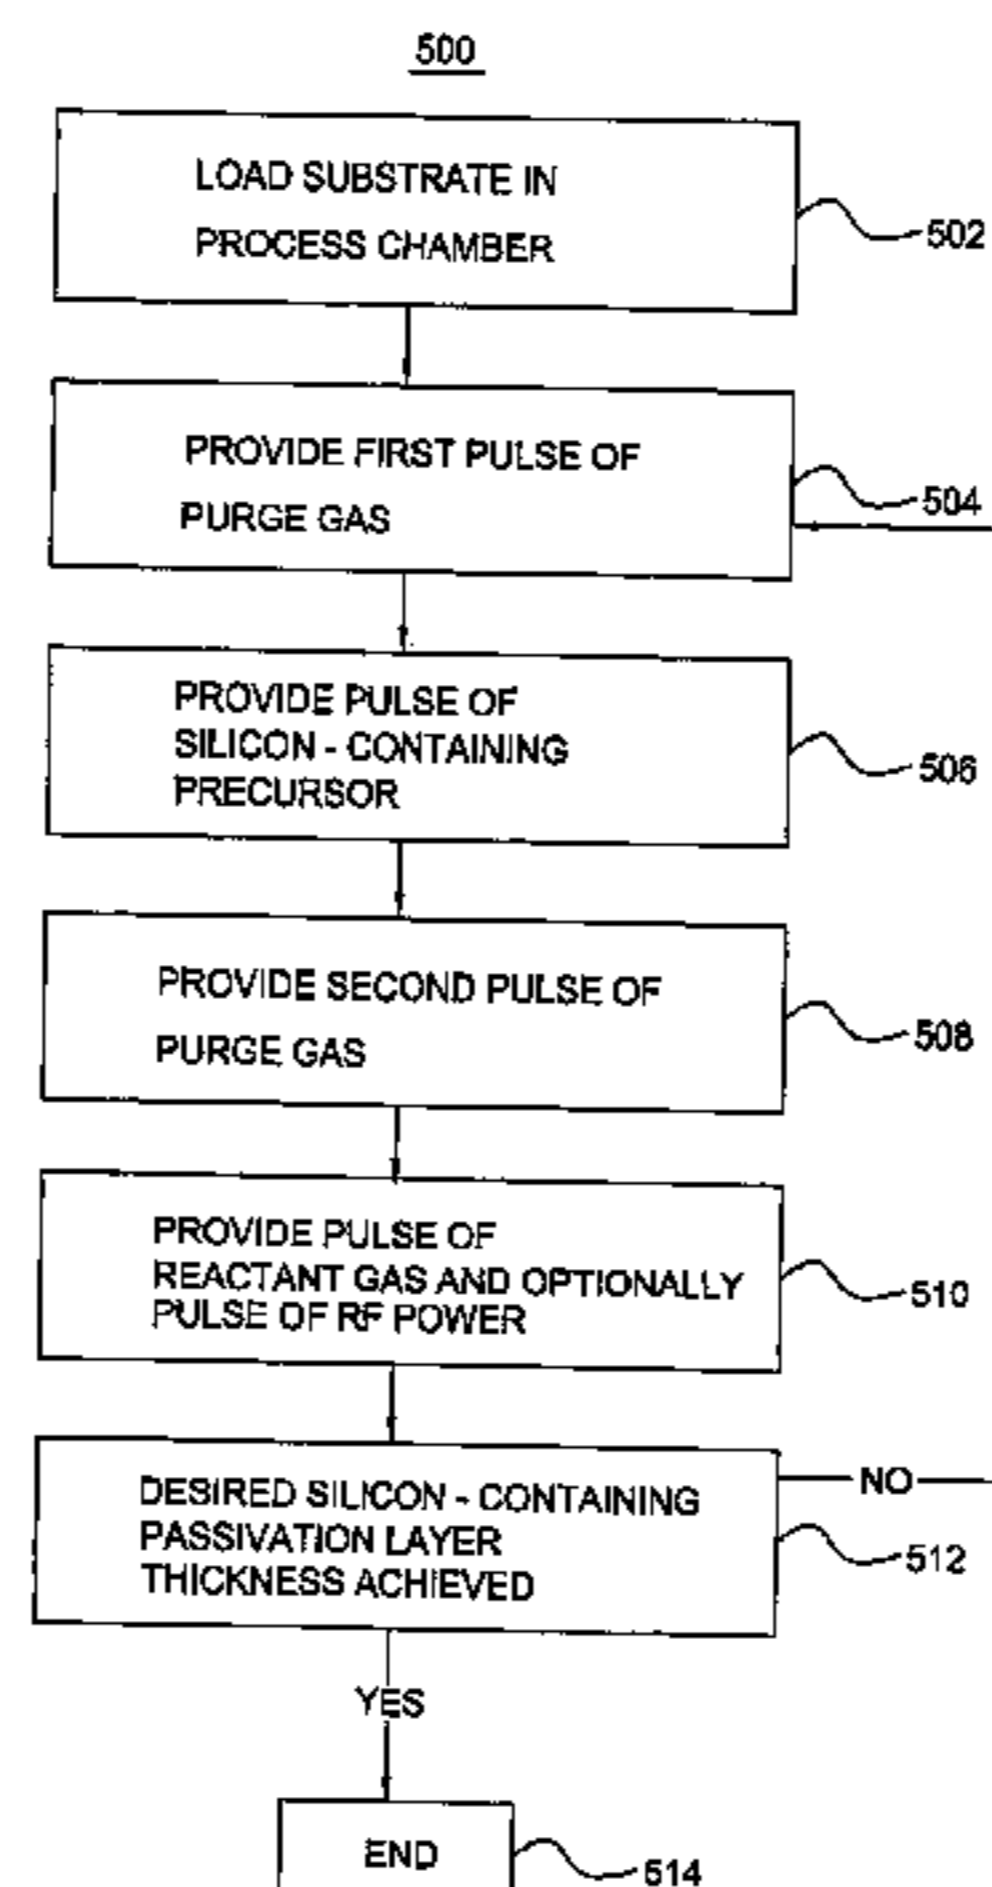 500
LOAD SUBSTRATE IN
PROCESS CHAMBER
502
PROVIDE FIRST PULSE OF
PURGE GAS
504
PROVIDE PULSE OF
SILICON - CONTAINING
PRECURSOR
506
PROVIDE SECOND PULSE OF
PURGE GAS
508
PROVIDE PULSE OF
REACTANT GAS AND OPTIONALLY
PULSE OF RF POWER
510
DESIRED SILICON - CONTAINING
PASSIVATION LAYER
THICKNESS ACHIEVED
NO
512
YES
END
514